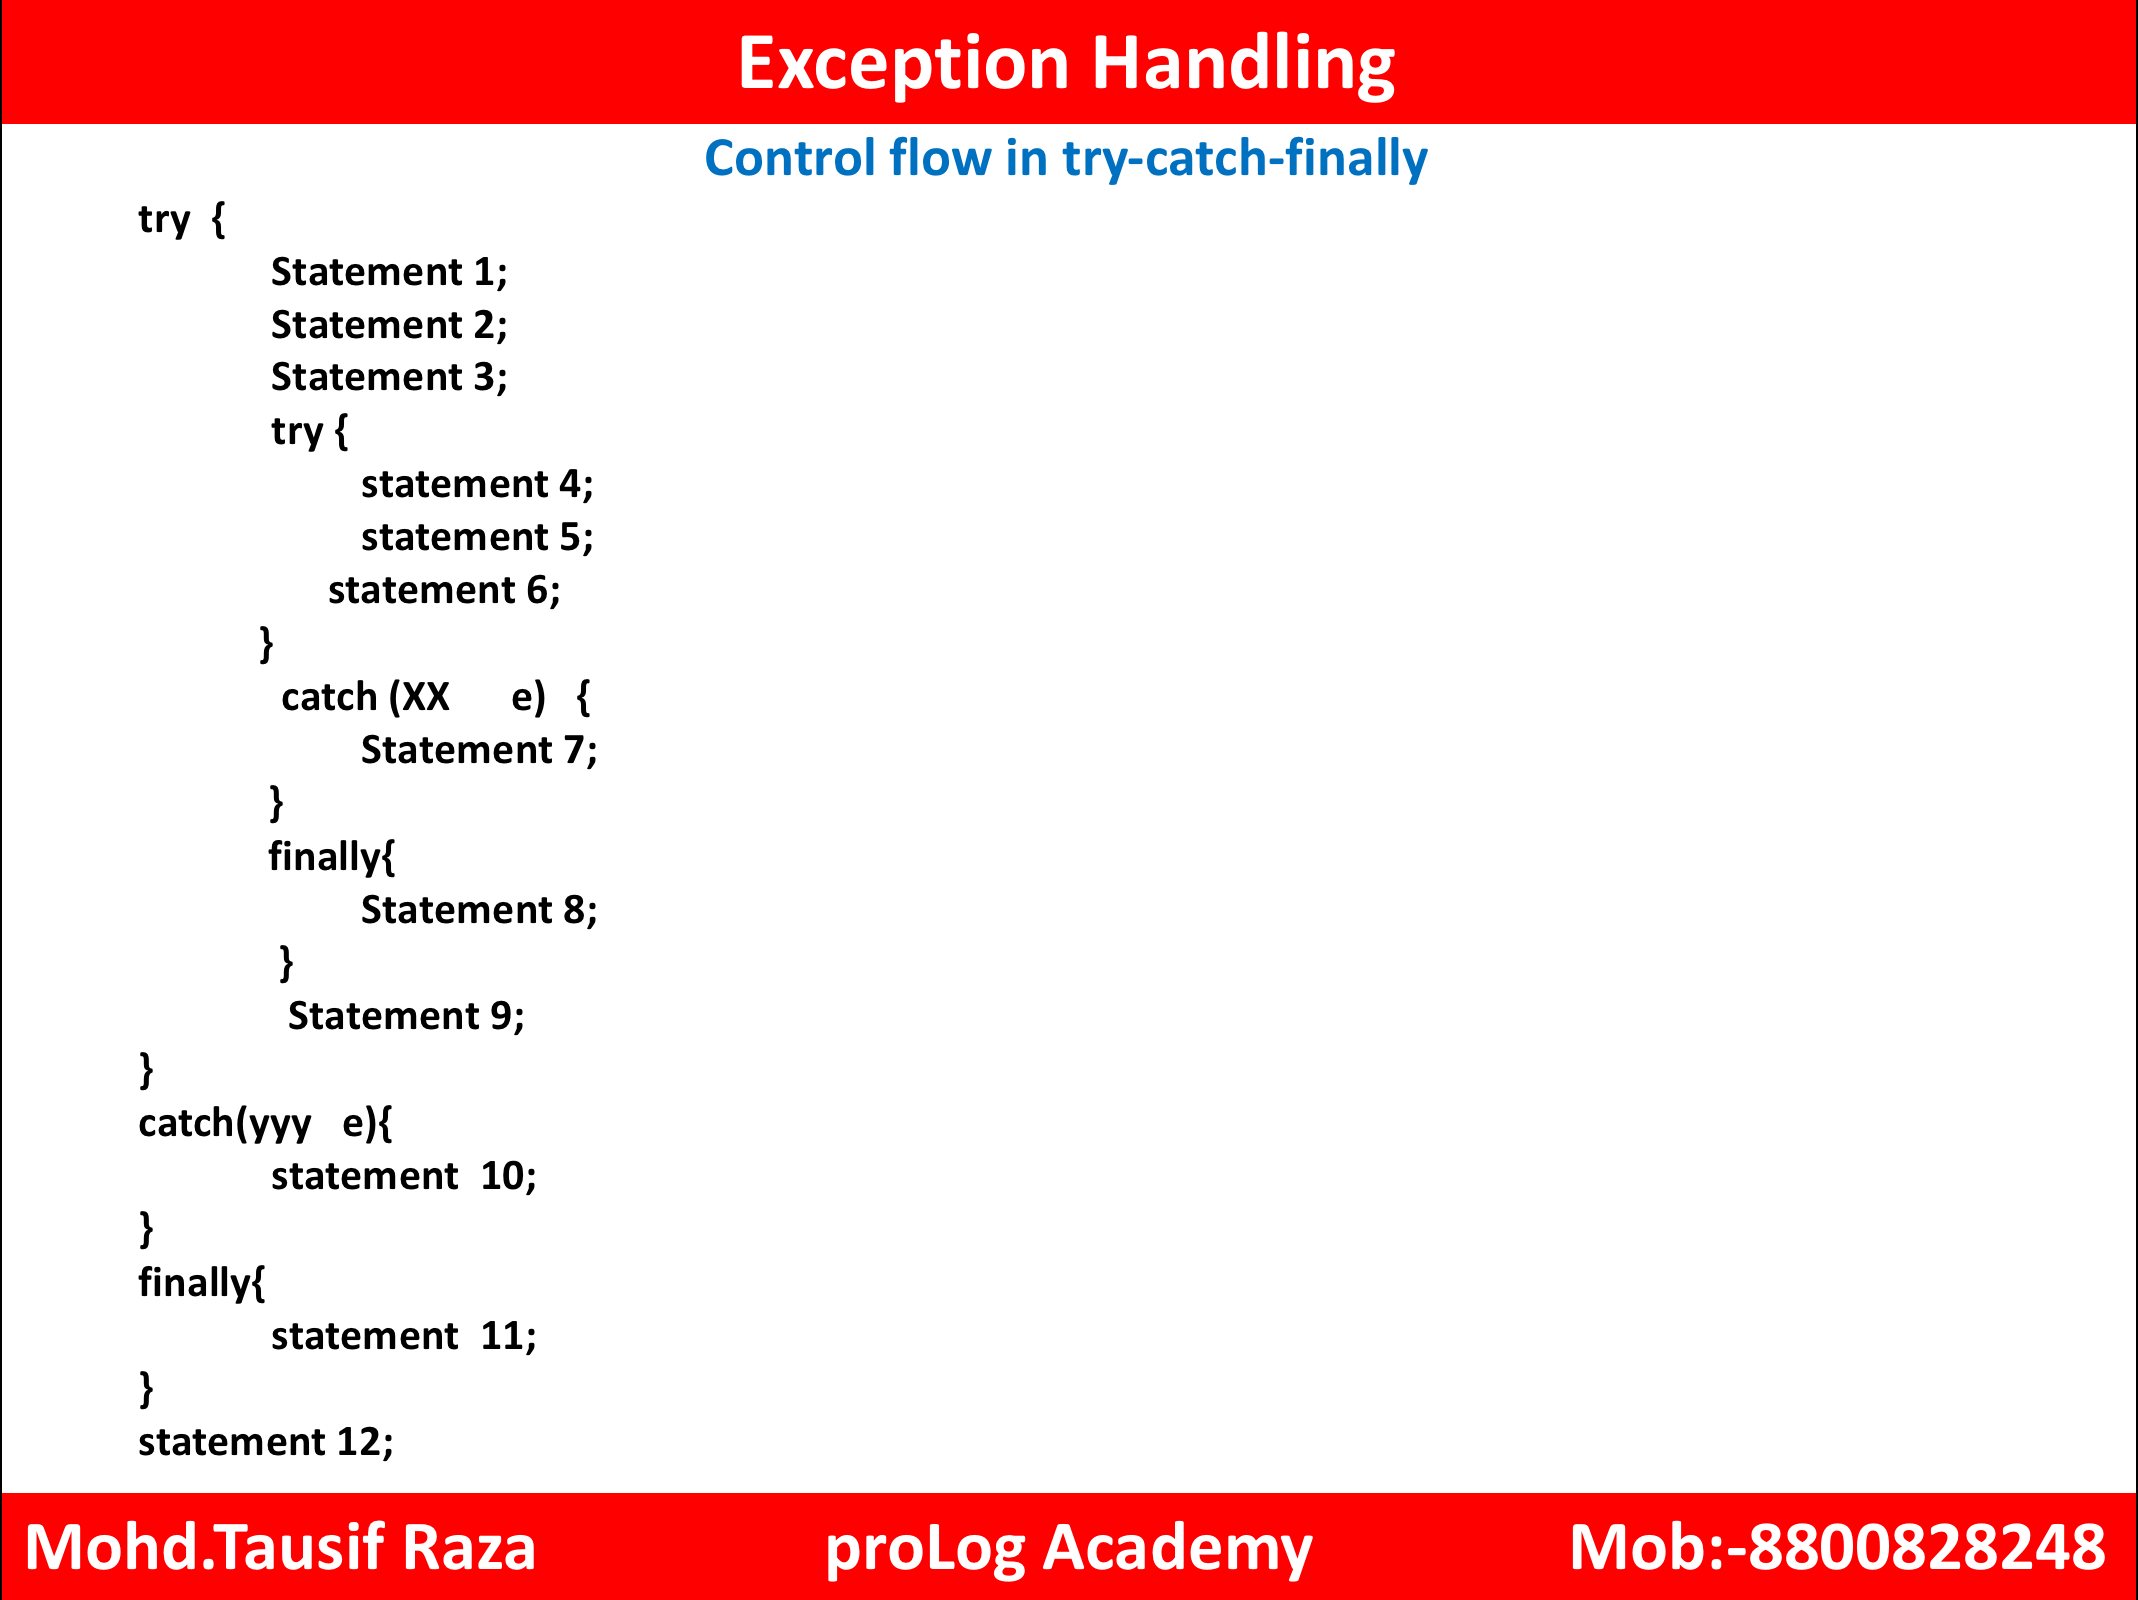 Exception Handling
Control flow in try-catch-finally
try {
Statement 1;
Statement 2;
Statement 3;
try {
statement 4;
statement 5;
statement 6;
}
catch (XX e) {
Statement 7;
}
finally{
Statement 8;
}
Statement 9;
}
catch(yyy e){
statement 10;
}
finally{
statement 11;
}
statement 12;
Mohd.Tausif Raza proLog Academy Mob:-8800828248